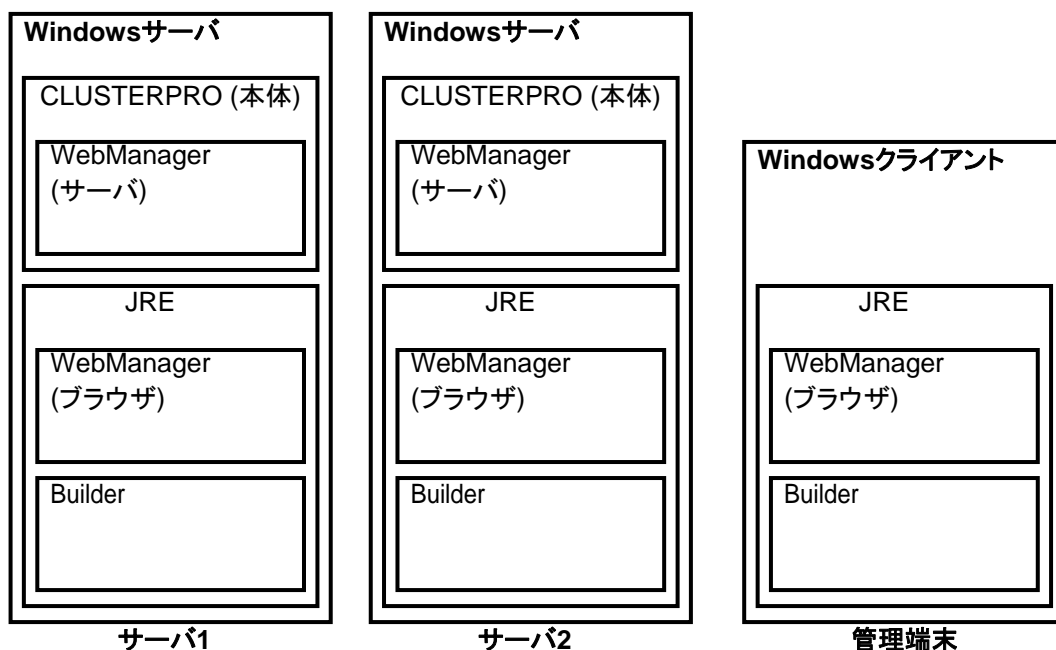 Windowsサーバ
CLUSTERPRO (本体)
WebManager
(サーバ)
JRE
WebManager
(ブラウザ)
Builder
サーバ1
Windowsサーバ
CLUSTERPRO (本体)
WebManager
(サーバ)
JRE
WebManager
(ブラウザ)
Builder
サーバ2
Windowsクライアント
JRE
WebManager
(ブラウザ)
Builder
管理端末